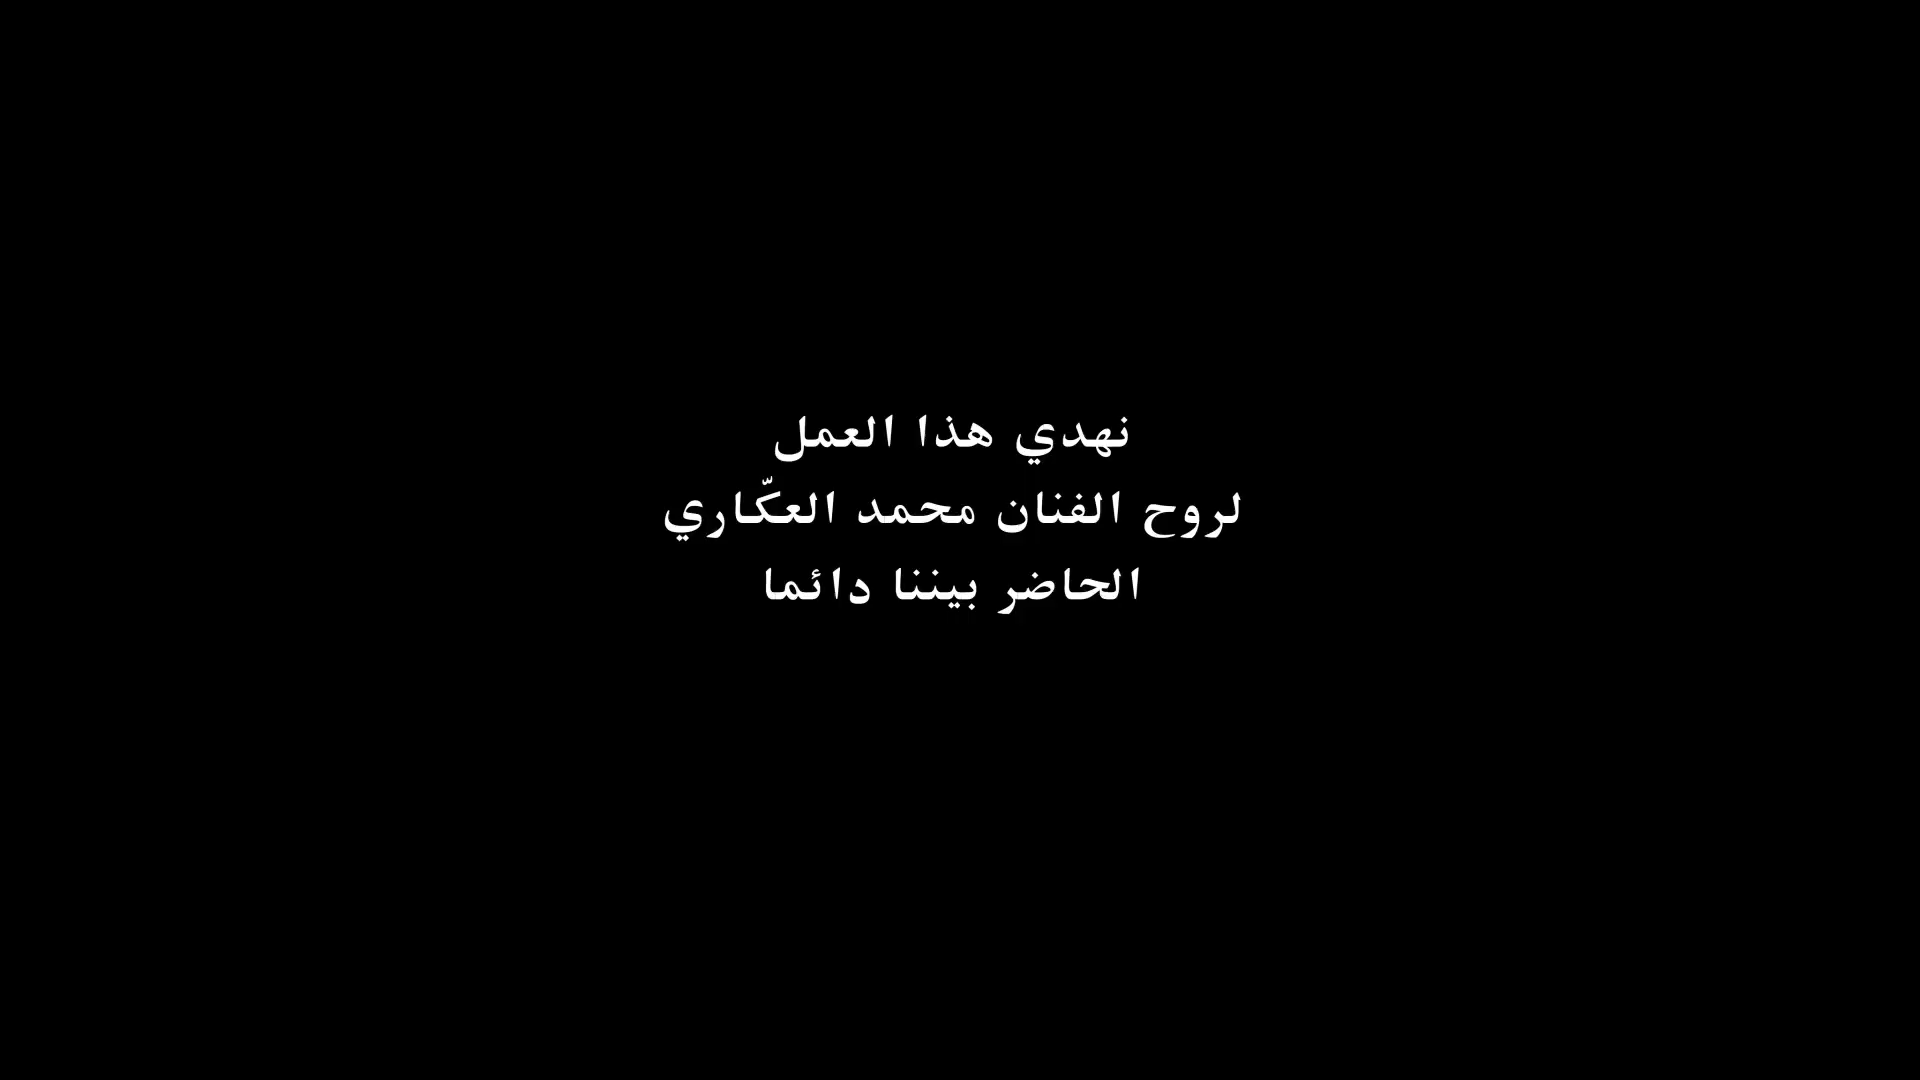 نهدي هذا العمل
لروح الفنان محمد العكّاري
الحاضر بيننا دائما